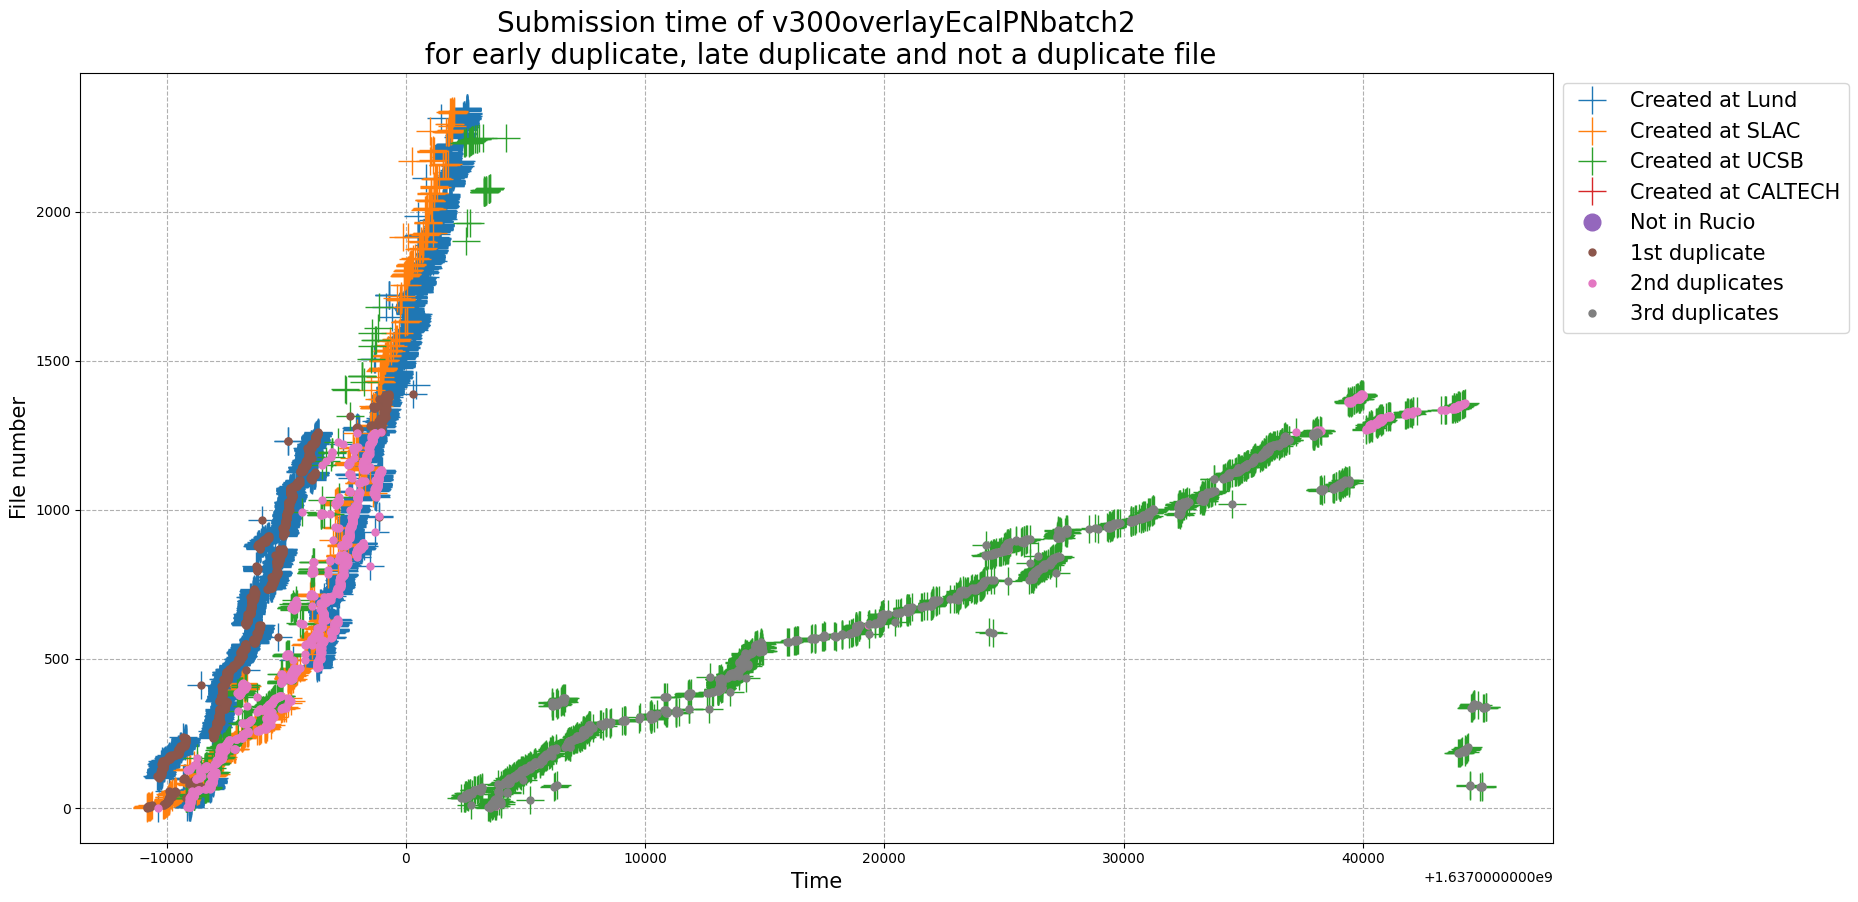 Submission time of v300overlayEcalPNbatch2
for early duplicate, late duplicate and not a duplicate file
Created at Lund
Created at SLAC
Created at UCSB
Created at CALTECH
Not in Rucio
1st duplicate
2nd duplicates
3rd duplicates
File number
2000
1500
1000
500
0
−10000
0
10000
20000
30000
40000
Time
+1.6370000000e9